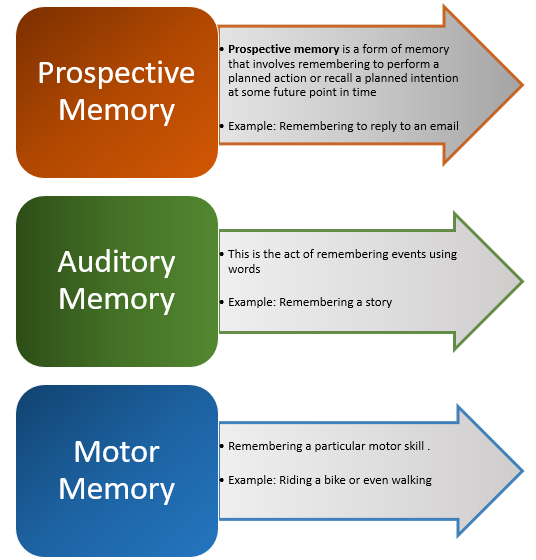 Prospective
Memory
• Prospective memory is a form of memory
that involves remembering to perform a
planned action or recall a planned intention
at some future point in time
• Example: Remembering to reply to an email
Auditory
Memory
• This is the act of remembering events using
words
• Example: Remembering a story
Motor
Memory
• Remembering a particular motor skill .
• Example: Riding a bike or even walking